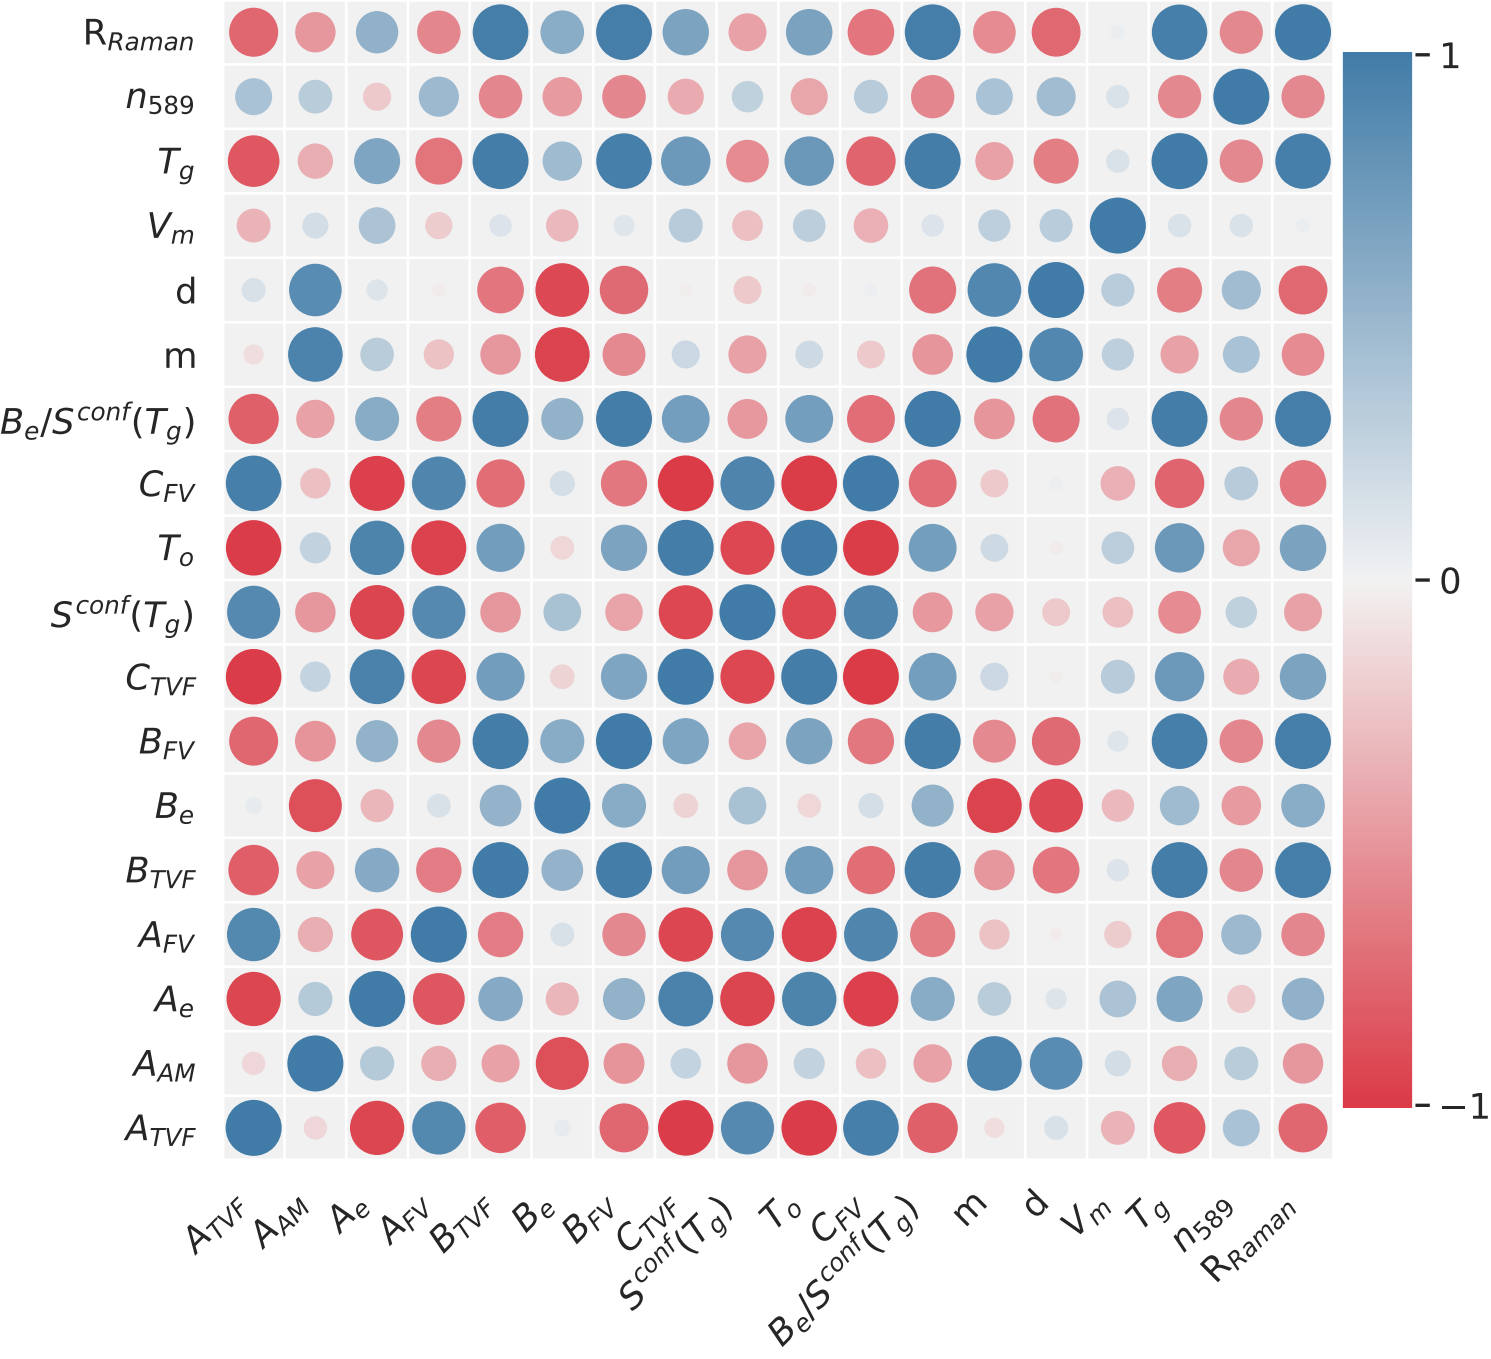 R_Raman
n_589
T_g
V_m
d
m
B_e/S^conf(T_g)
C_FV
T_o
S^conf(T_g)
C_TVF
B_FV
B_e
B_TVF
A_FV
A_e
A_AM
A_TVF
A_TVF
A_AM
A_e
A_FV
B_TVF
B_e
B_FV
C_TVF
S^conf(T_g)
T_o
C_FV
B_e/S^conf(T_g)
m
d
V_m
T_g
n_589
R_Raman
1
0
−1